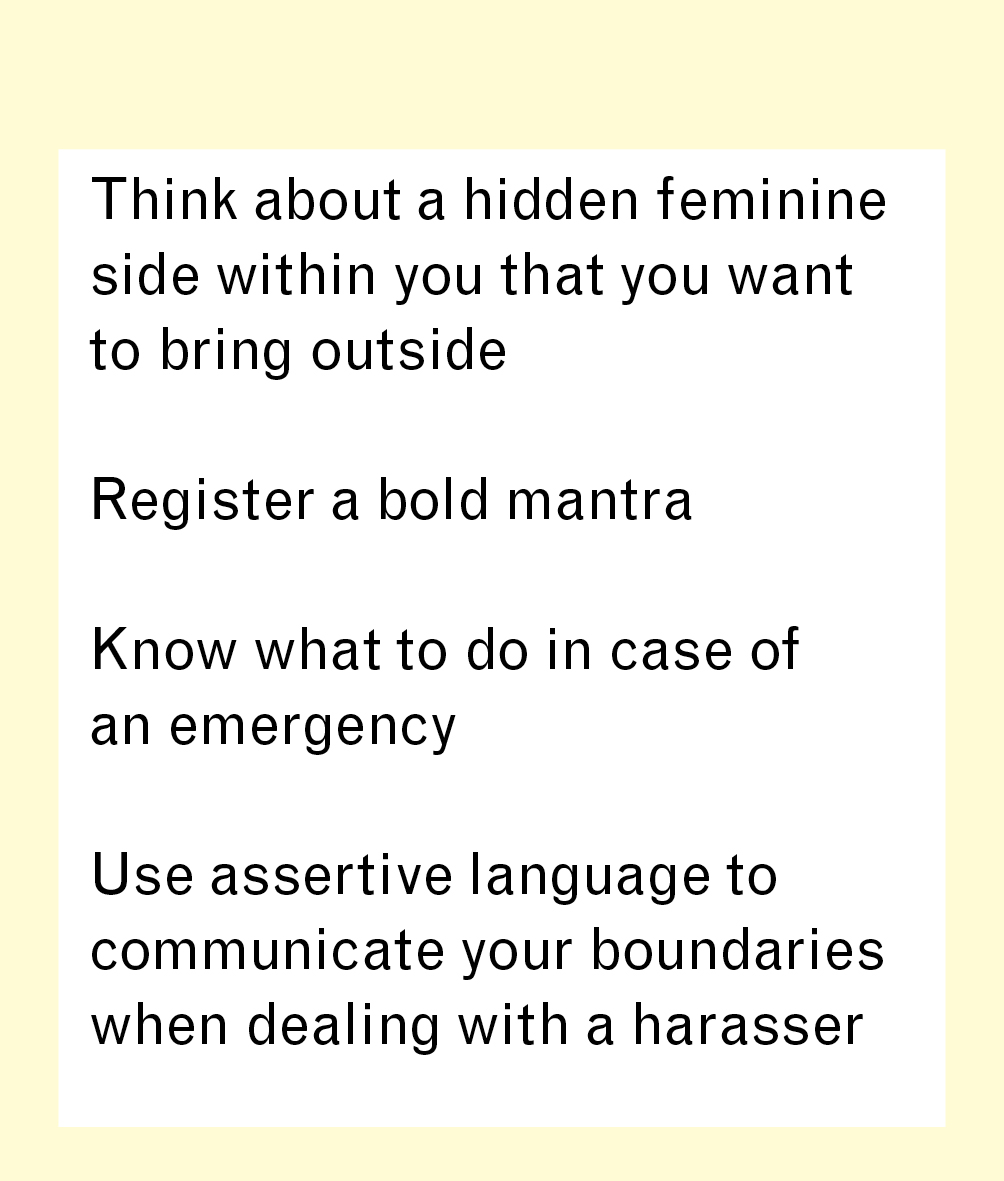 Think about a hidden feminine
side within you that you want
to bring outside
Register a bold mantra
Know what to do in case of
an emergency
Use assertive language to
communicate your boundaries
when dealing with a harasser